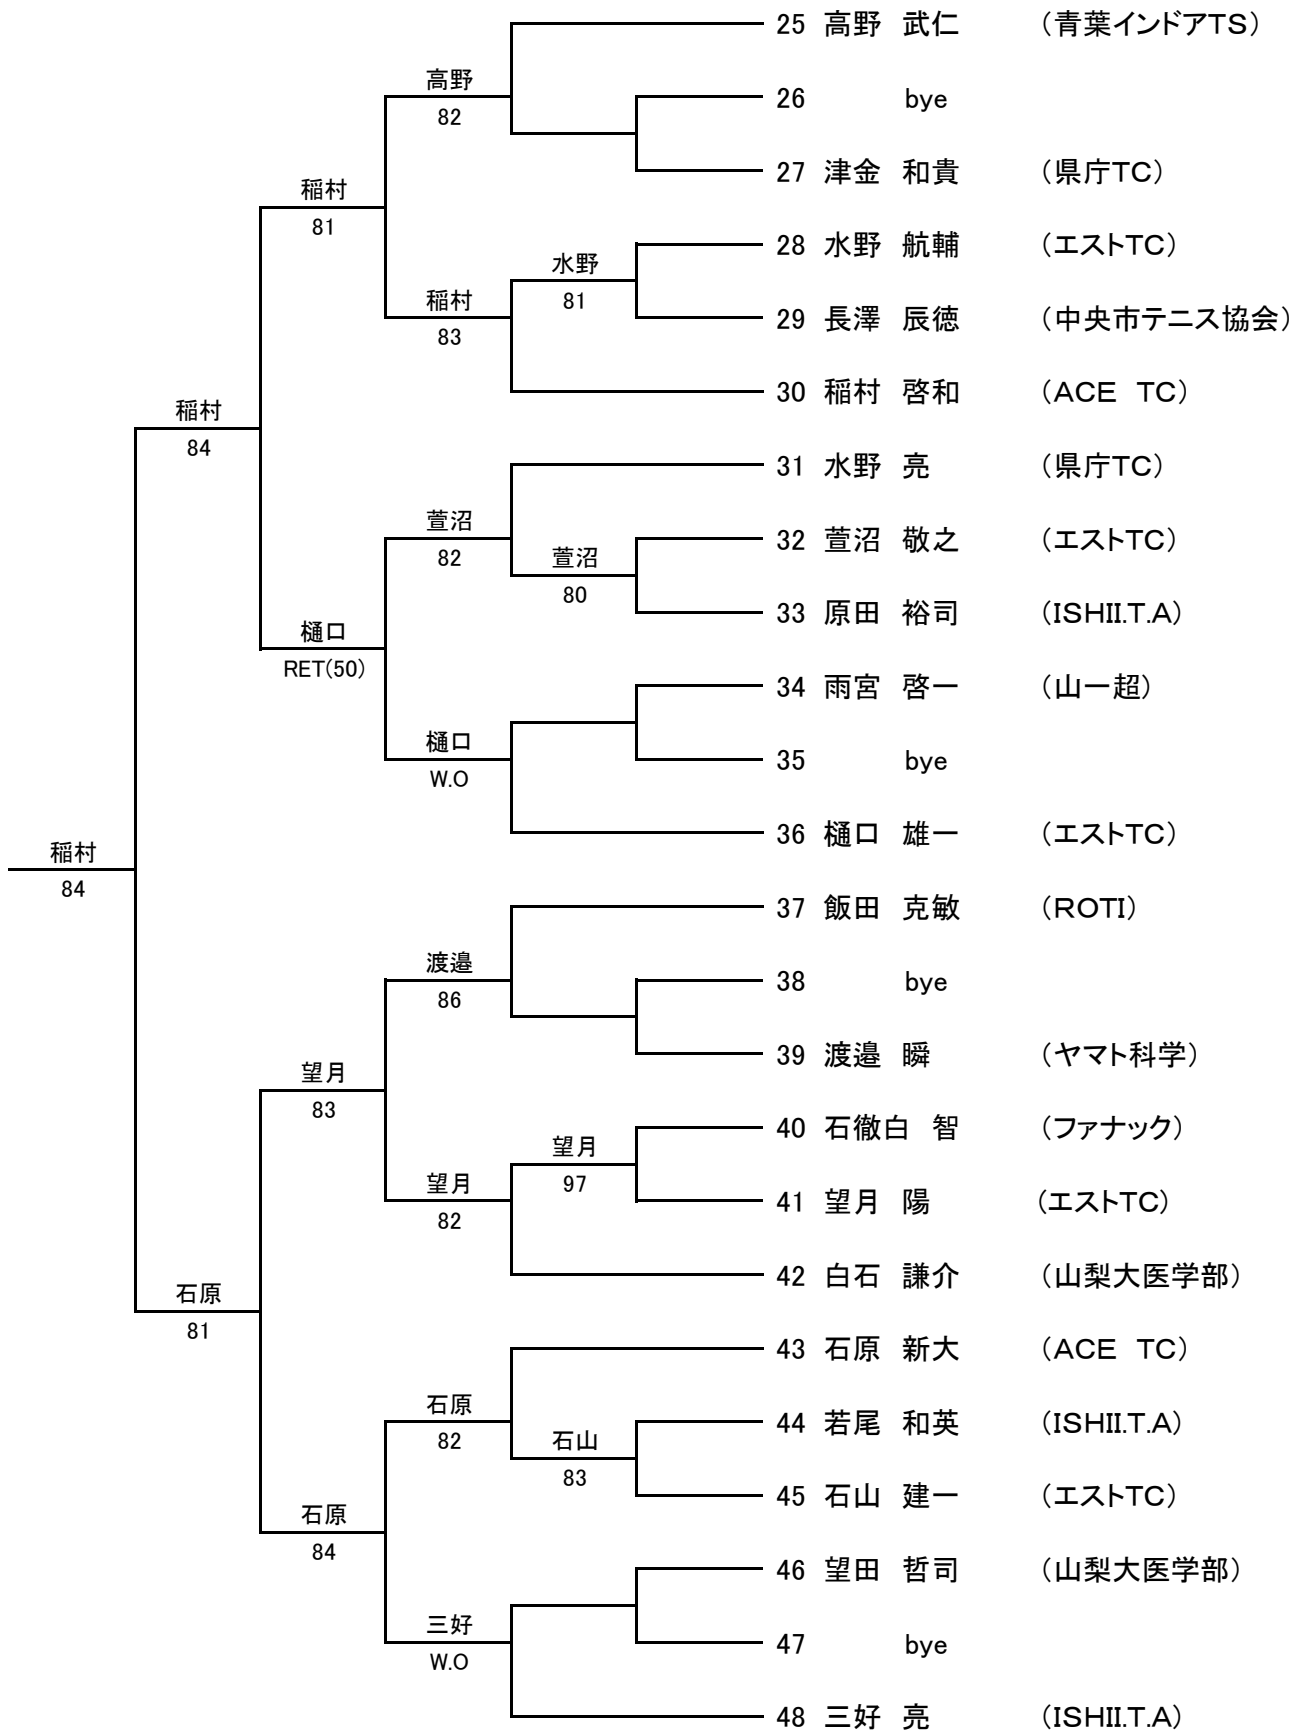 25 高野 武仁 (青葉インドアTS)
高野
82
26 bye
27 津金 和貴 (県庁TC)
稲村
81
28 水野 航輔 (エストTC)
水野
81
稲村
83
29 長澤 辰徳 (中央市テニス協会)
30 稲村 啓和 (ACE TC)
稲村
84
31 水野 亮 (県庁TC)
萱沼
82
32 萱沼 敬之 (エストTC)
萱沼
80
33 原田 裕司 (ISHII.T.A)
樋口
RET(50)
34 雨宮 啓一 (山一超)
樋口
W.O
35 bye
36 樋口 雄一 (エストTC)
稲村
84
37 飯田 克敏 (ROTI)
渡邉
86
38 bye
39 渡邉 瞬 (ヤマト科学)
望月
83
40 石徹白 智 (ファナック)
望月
97
望月
82
41 望月 陽 (エストTC)
42 白石 謙介 (山梨大医学部)
石原
81
43 石原 新大 (ACE TC)
石原
82
44 若尾 和英 (ISHII.T.A)
石山
83
45 石山 建一 (エストTC)
石原
84
46 望田 哲司 (山梨大医学部)
三好
W.O
47 bye
48 三好 亮 (ISHII.T.A)